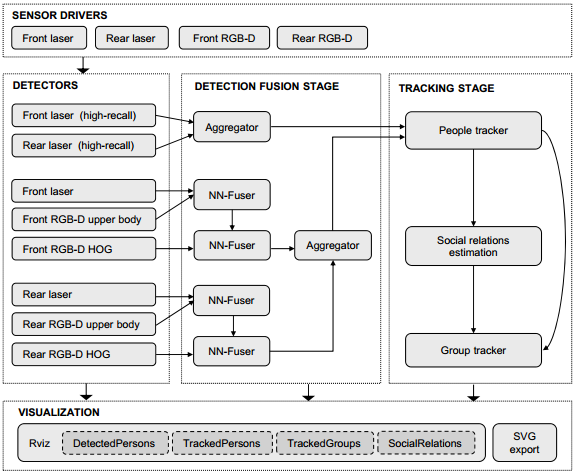 SENSOR DRIVERS
Front laser
Rear laser
Front RGB-D
Rear RGB-D
DETECTORS
Front laser (high-recall)
Rear laser (high-recall)
Front laser
Front RGB-D upper body
Front RGB-D HOG
Rear laser
Rear RGB-D upper body
Rear RGB-D HOG
DETECTION FUSION STAGE
Aggregator
NN-Fuser
NN-Fuser
Aggregator
NN-Fuser
NN-Fuser
TRACKING STAGE
People tracker
Social relations
estimation
Group tracker
VISUALIZATION
Rviz
DetectedPersons
TrackedPersons
TrackedGroups
SocialRelations
SVG
export